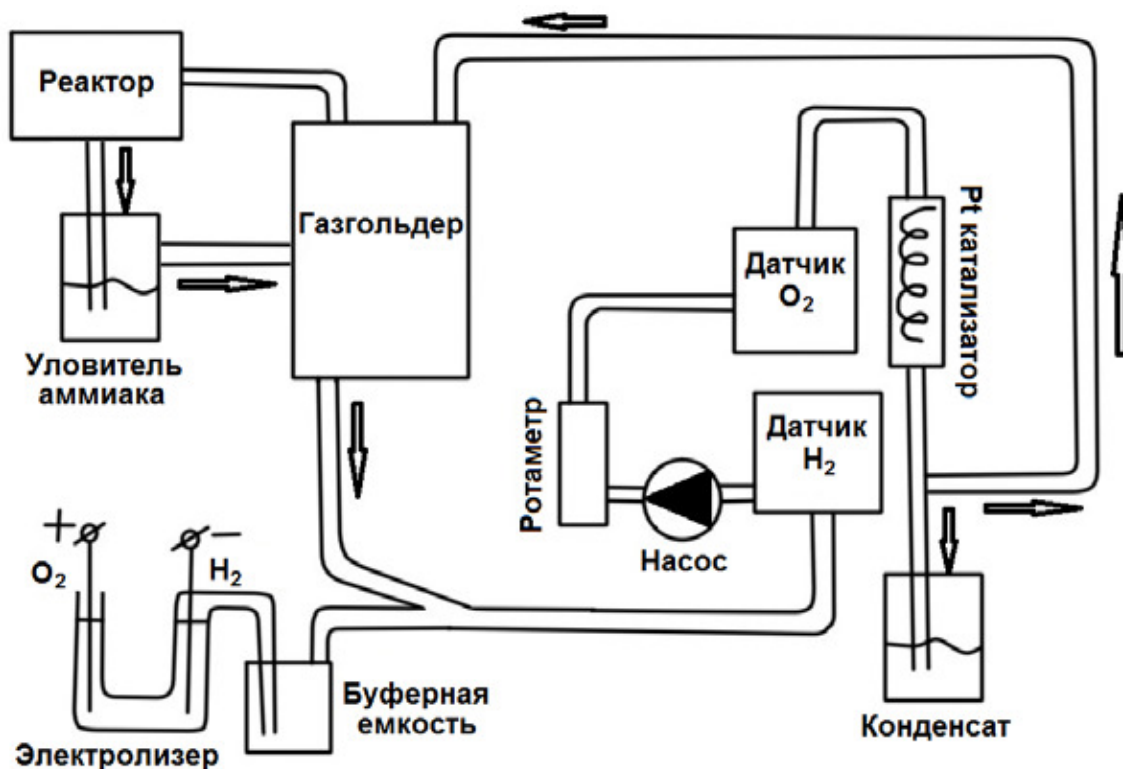 Реактор
Газгольдер
Уловитель
аммиака
Датчик
O₂
Pt катализатор
Датчик
H₂
Ротаметр
Насос
+
−
O₂
H₂
Буферная
емкость
Электролизер
Конденсат